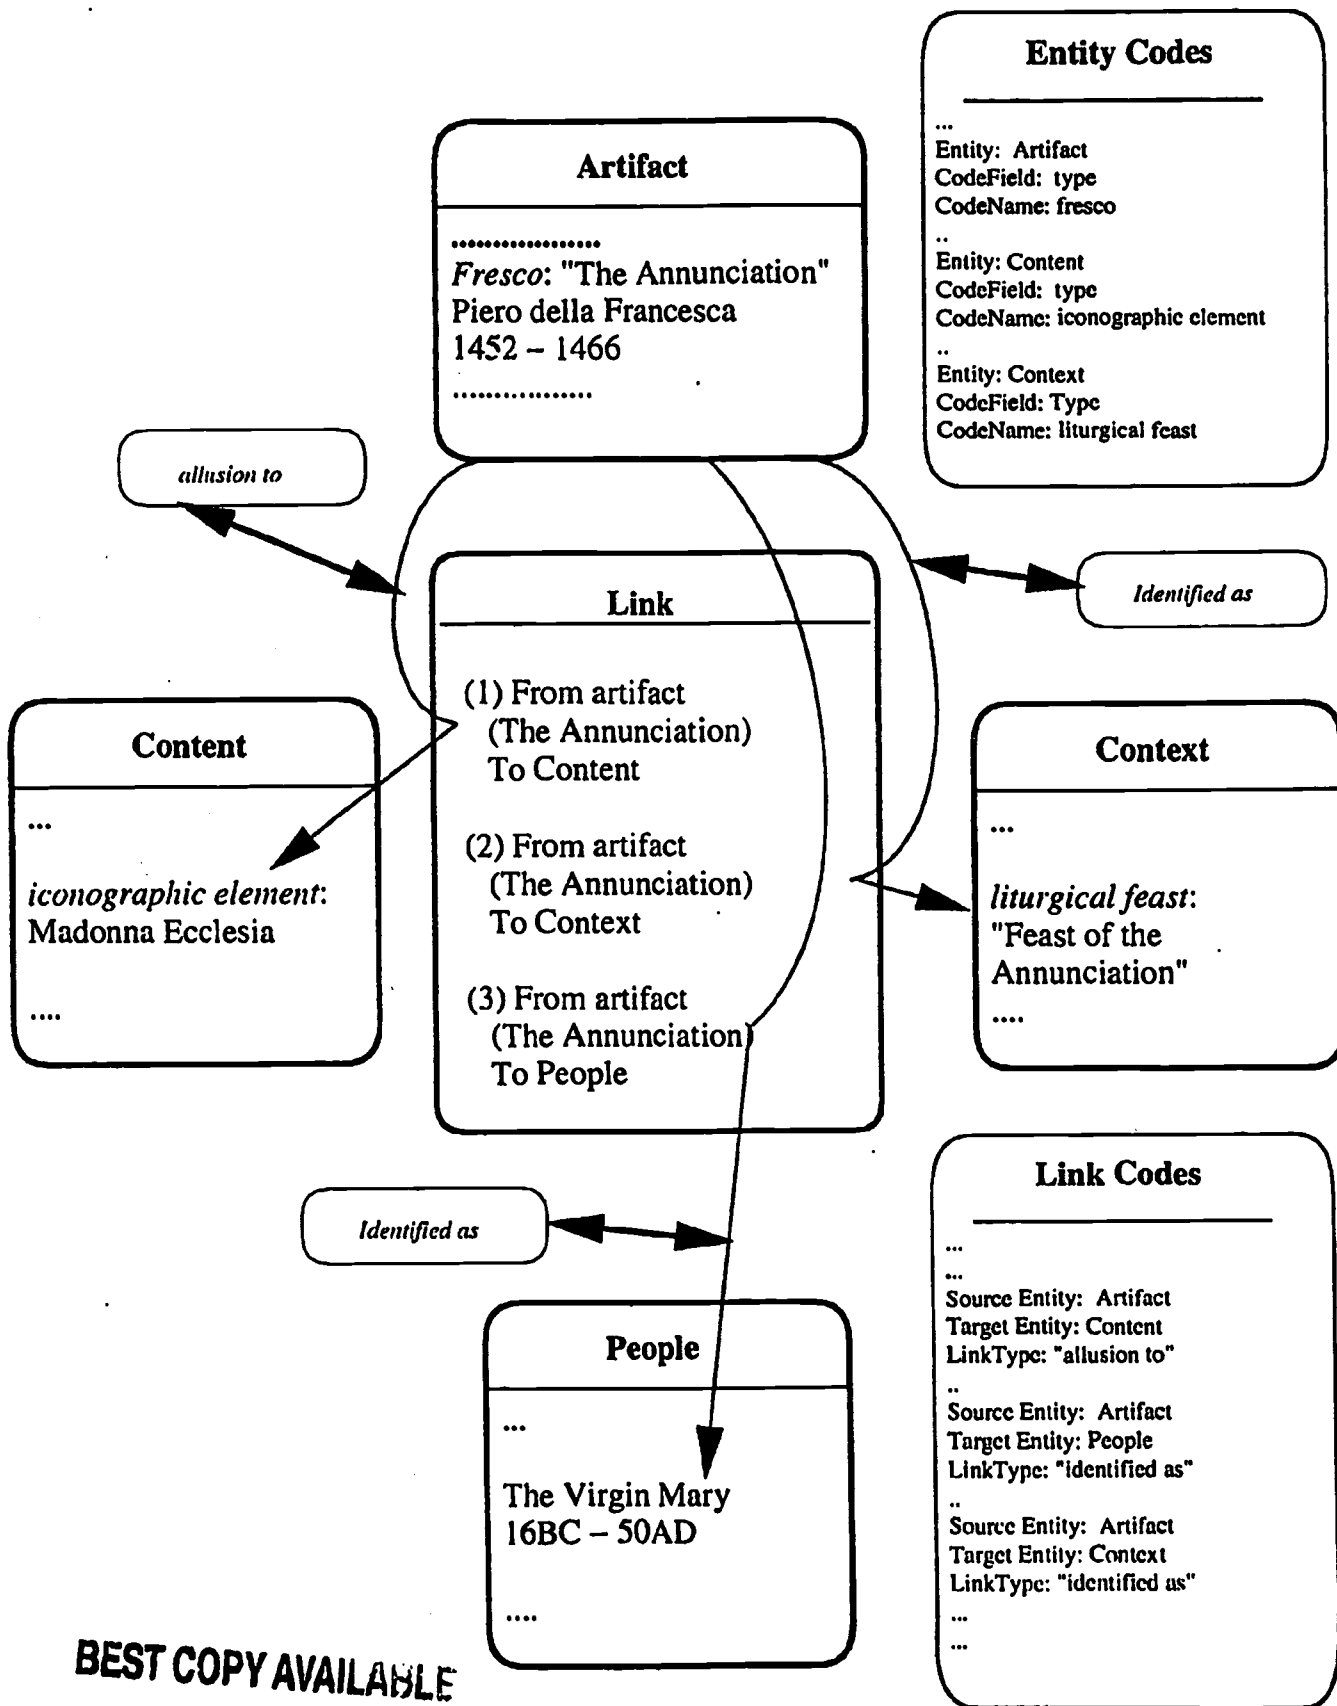 Entity Codes
...
Entity: Artifact
CodeField: type
CodeName: fresco
..
Entity: Content
CodeField: type
CodeName: iconographic element
..
Entity: Context
CodeField: Type
CodeName: liturgical feast
Artifact
..................
Fresco: "The Annunciation"
Piero della Francesca
1452 – 1466
.................
allusion to
Identified as
Link
(1) From artifact
(The Annunciation)
To Content
(2) From artifact
(The Annunciation)
To Context
(3) From artifact
(The Annunciation)
To People
Content
...
iconographic element:
Madonna Ecclesia
....
Context
...
liturgical feast:
"Feast of the
Annunciation"
....
Identified as
People
...
The Virgin Mary
16BC – 50AD
....
Link Codes
...
...
Source Entity: Artifact
Target Entity: Content
LinkType: "allusion to"
..
Source Entity: Artifact
Target Entity: People
LinkType: "identified as"
..
Source Entity: Artifact
Target Entity: Context
LinkType: "identified as"
...
...
BEST COPY AVAILABLE